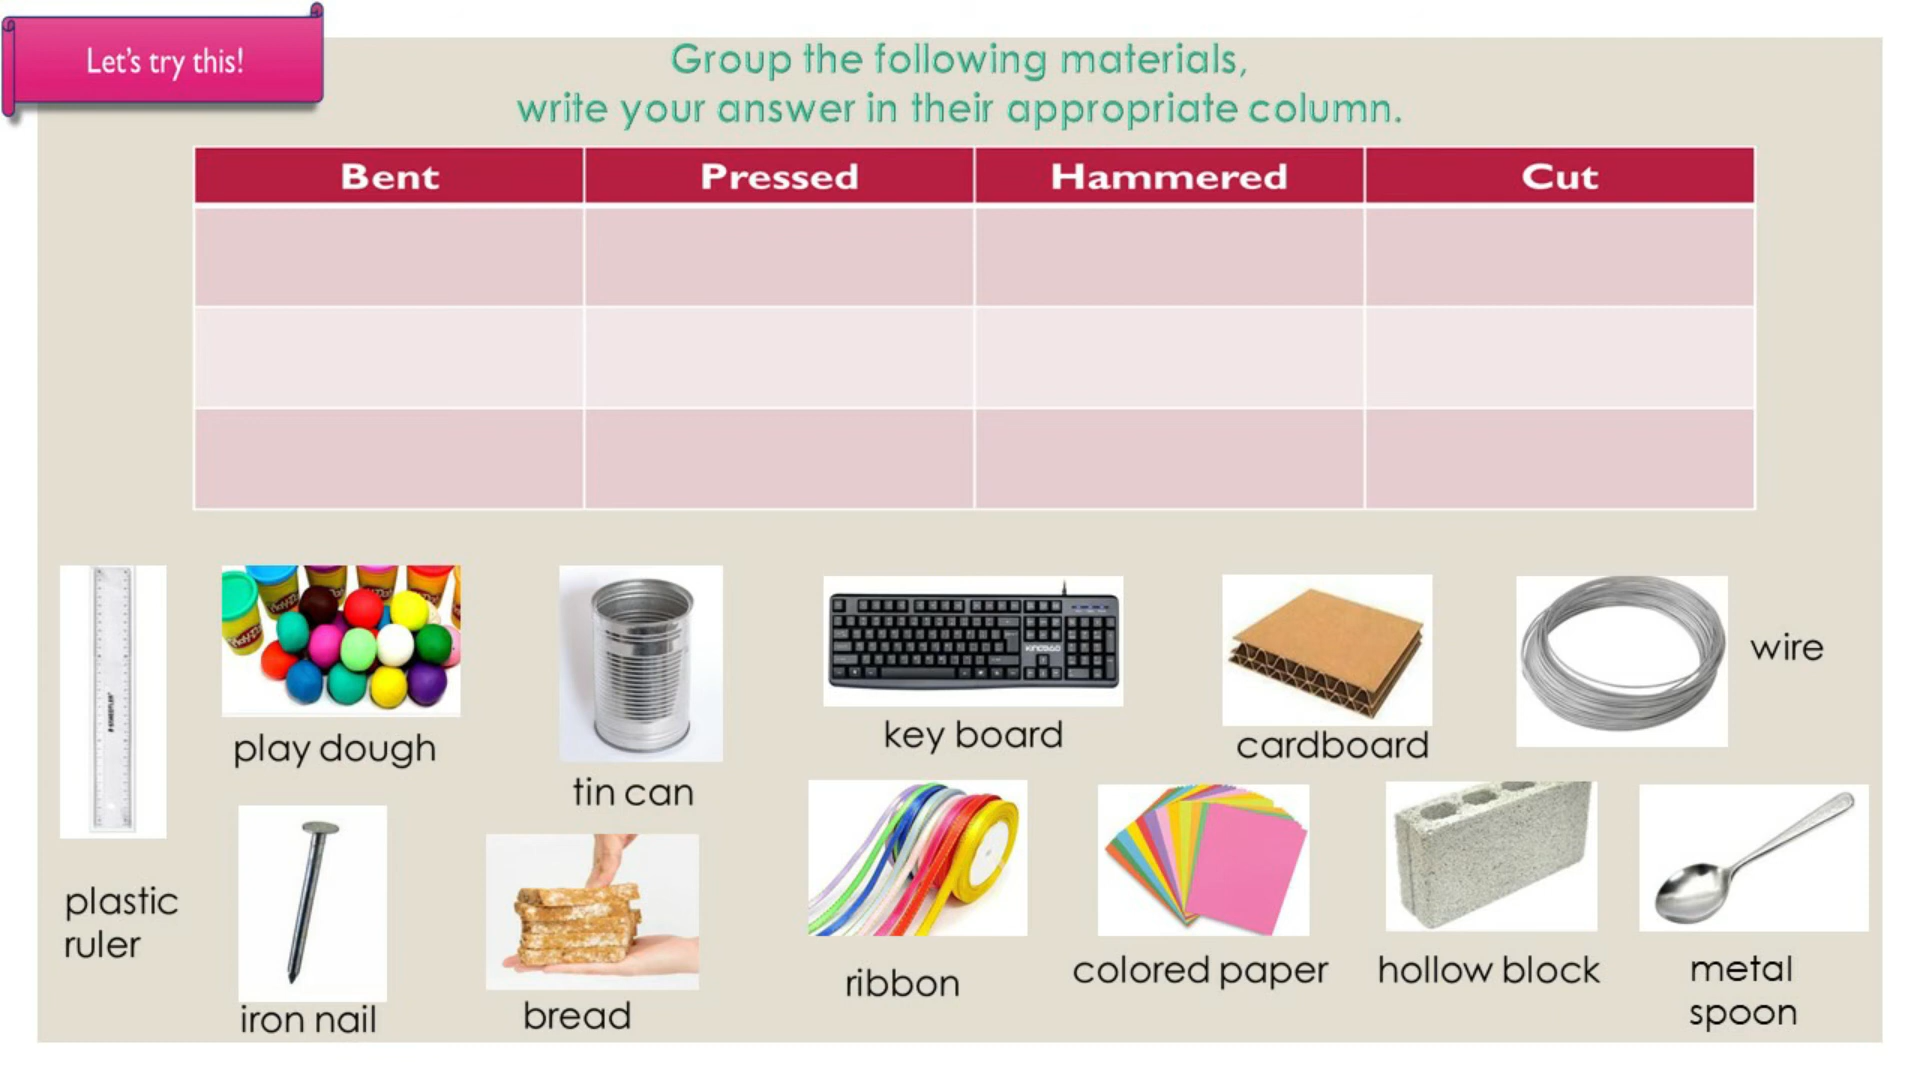 Let's try this!
Group the following materials,
write your answer in their appropriate column.
Bent
Pressed
Hammered
Cut
play dough
tin can
key board
cardboard
wire
plastic
ruler
iron nail
bread
ribbon
colored paper
hollow block
metal
spoon